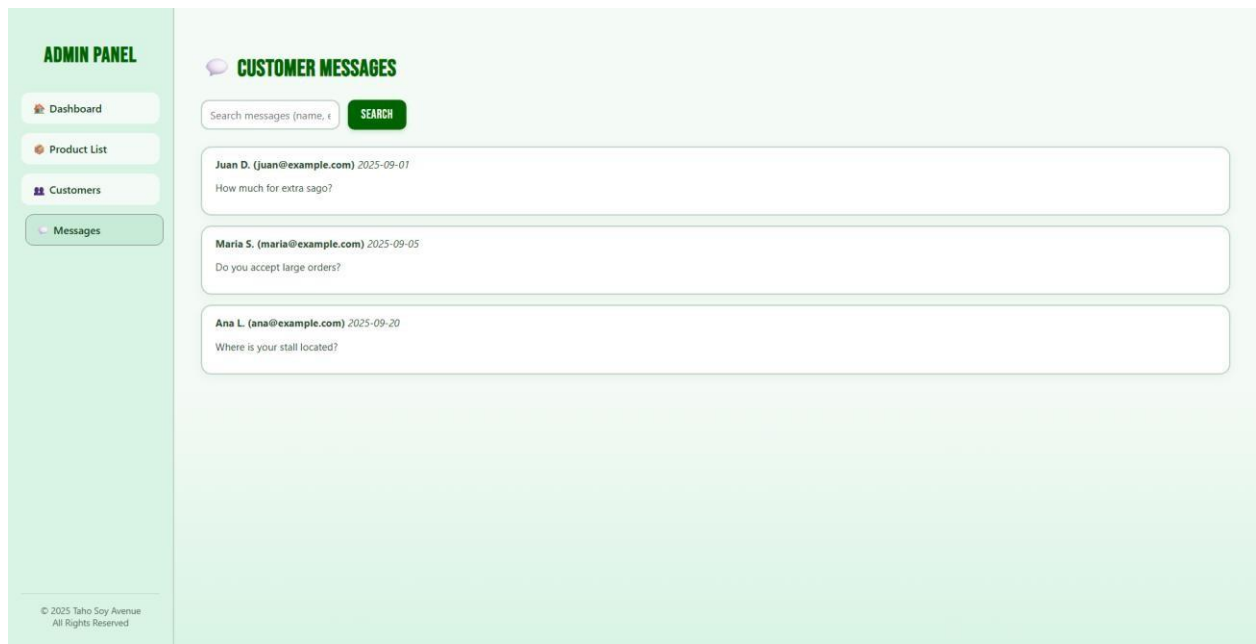 ADMIN PANEL
Dashboard
Product List
Customers
Messages
© 2025 Taho Soy Avenue
All Rights Reserved
CUSTOMER MESSAGES
Search messages (name, e
SEARCH
Juan D. (juan@example.com) 2025-09-01
How much for extra sago?
Maria S. (maria@example.com) 2025-09-05
Do you accept large orders?
Ana L. (ana@example.com) 2025-09-20
Where is your stall located?